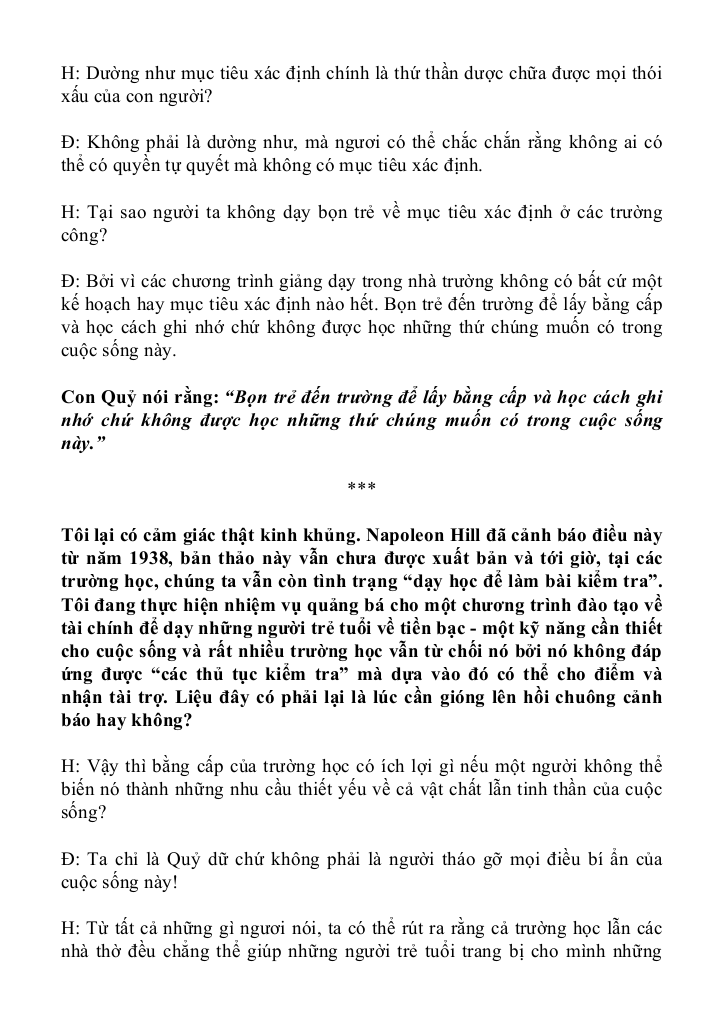 H: Dường như mục tiêu xác định chính là thứ thần dược chữa được mọi thói
xấu của con người?
Đ: Không phải là dường như, mà ngươi có thể chắc chắn rằng không ai có
thể có quyền tự quyết mà không có mục tiêu xác định.
H: Tại sao người ta không dạy bọn trẻ về mục tiêu xác định ở các trường
công?
Đ: Bởi vì các chương trình giảng dạy trong nhà trường không có bất cứ một
kế hoạch hay mục tiêu xác định nào hết. Bọn trẻ đến trường để lấy bằng cấp
và học cách ghi nhớ chứ không được học những thứ chúng muốn có trong
cuộc sống này.
Con Quỷ nói rằng: “Bọn trẻ đến trường để lấy bằng cấp và học cách ghi
nhớ chứ không được học những thứ chúng muốn có trong cuộc sống
này.”
***
Tôi lại có cảm giác thật kinh khủng. Napoleon Hill đã cảnh báo điều này
từ năm 1938, bản thảo này vẫn chưa được xuất bản và tới giờ, tại các
trường học, chúng ta vẫn còn tình trạng “dạy học để làm bài kiểm tra”.
Tôi đang thực hiện nhiệm vụ quảng bá cho một chương trình đào tạo về
tài chính để dạy những người trẻ tuổi về tiền bạc - một kỹ năng cần thiết
cho cuộc sống và rất nhiều trường học vẫn từ chối nó bởi nó không đáp
ứng được “các thủ tục kiểm tra” mà dựa vào đó có thể cho điểm và
nhận tài trợ. Liệu đây có phải lại là lúc cần gióng lên hồi chuông cảnh
báo hay không?
H: Vậy thì bằng cấp của trường học có ích lợi gì nếu một người không thể
biến nó thành những nhu cầu thiết yếu về cả vật chất lẫn tinh thần của cuộc
sống?
Đ: Ta chỉ là Quỷ dữ chứ không phải là người tháo gỡ mọi điều bí ẩn của
cuộc sống này!
H: Từ tất cả những gì ngươi nói, ta có thể rút ra rằng cả trường học lẫn các
nhà thờ đều chẳng thể giúp những người trẻ tuổi trang bị cho mình những